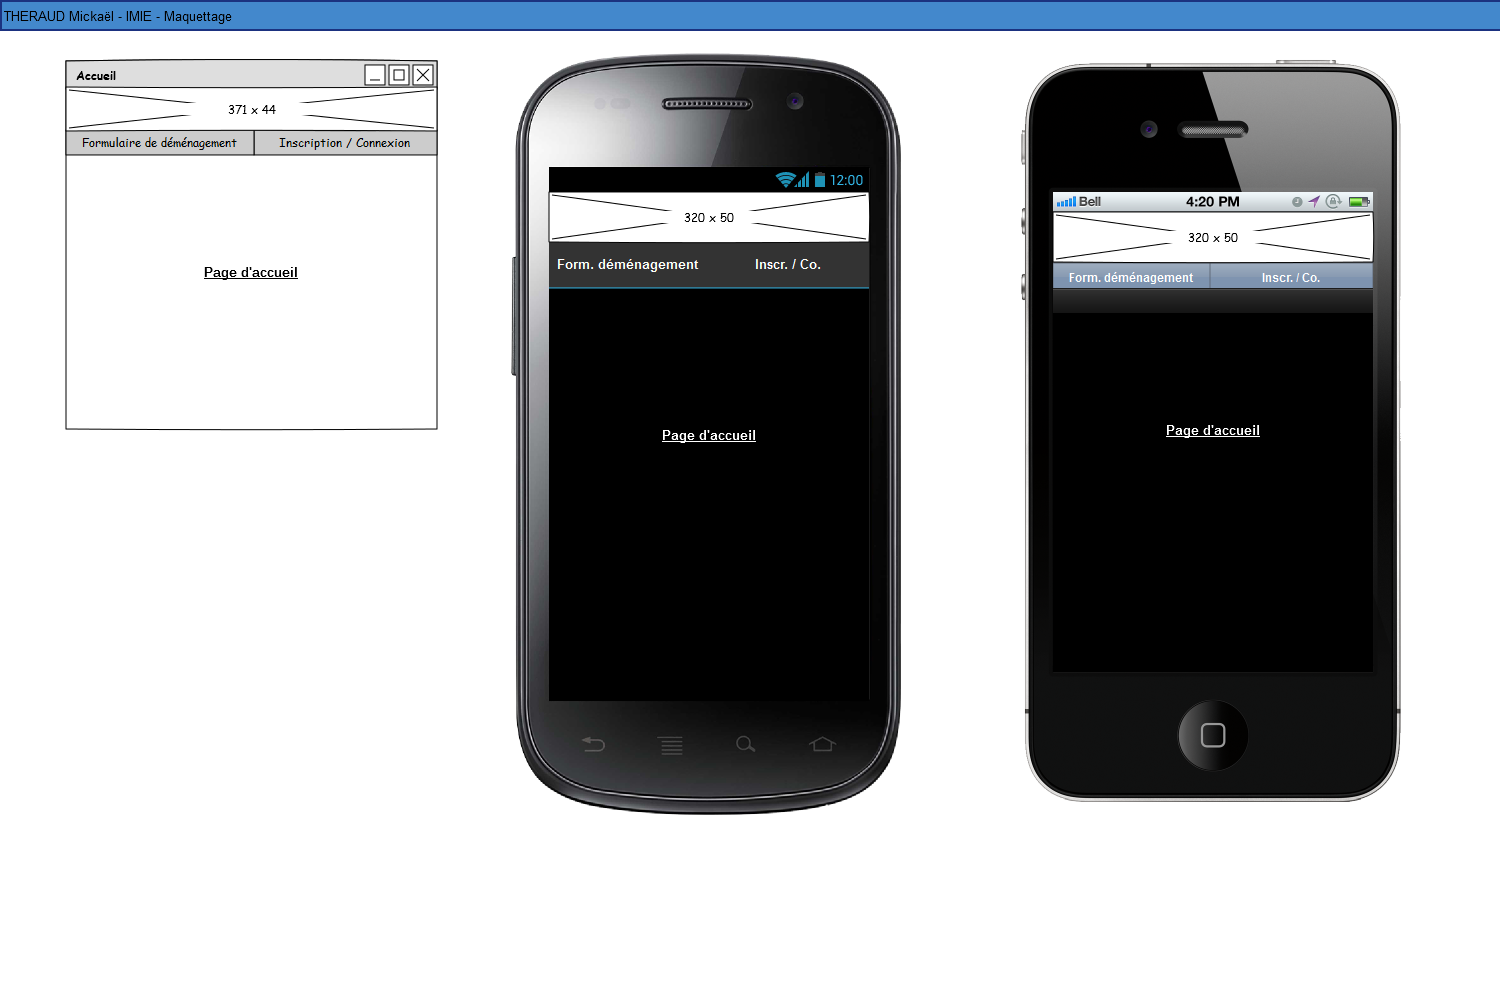 THERAUD Mickaël - IMIE - Maquettage
Accueil
371 x 44
Formulaire de déménagement
Inscription / Connexion
Page d'accueil
12:00
320 x 50
Form. déménagement
Inscr. / Co.
Page d'accueil
Bell
4:20 PM
320 x 50
Form. déménagement
Inscr. / Co.
Page d'accueil